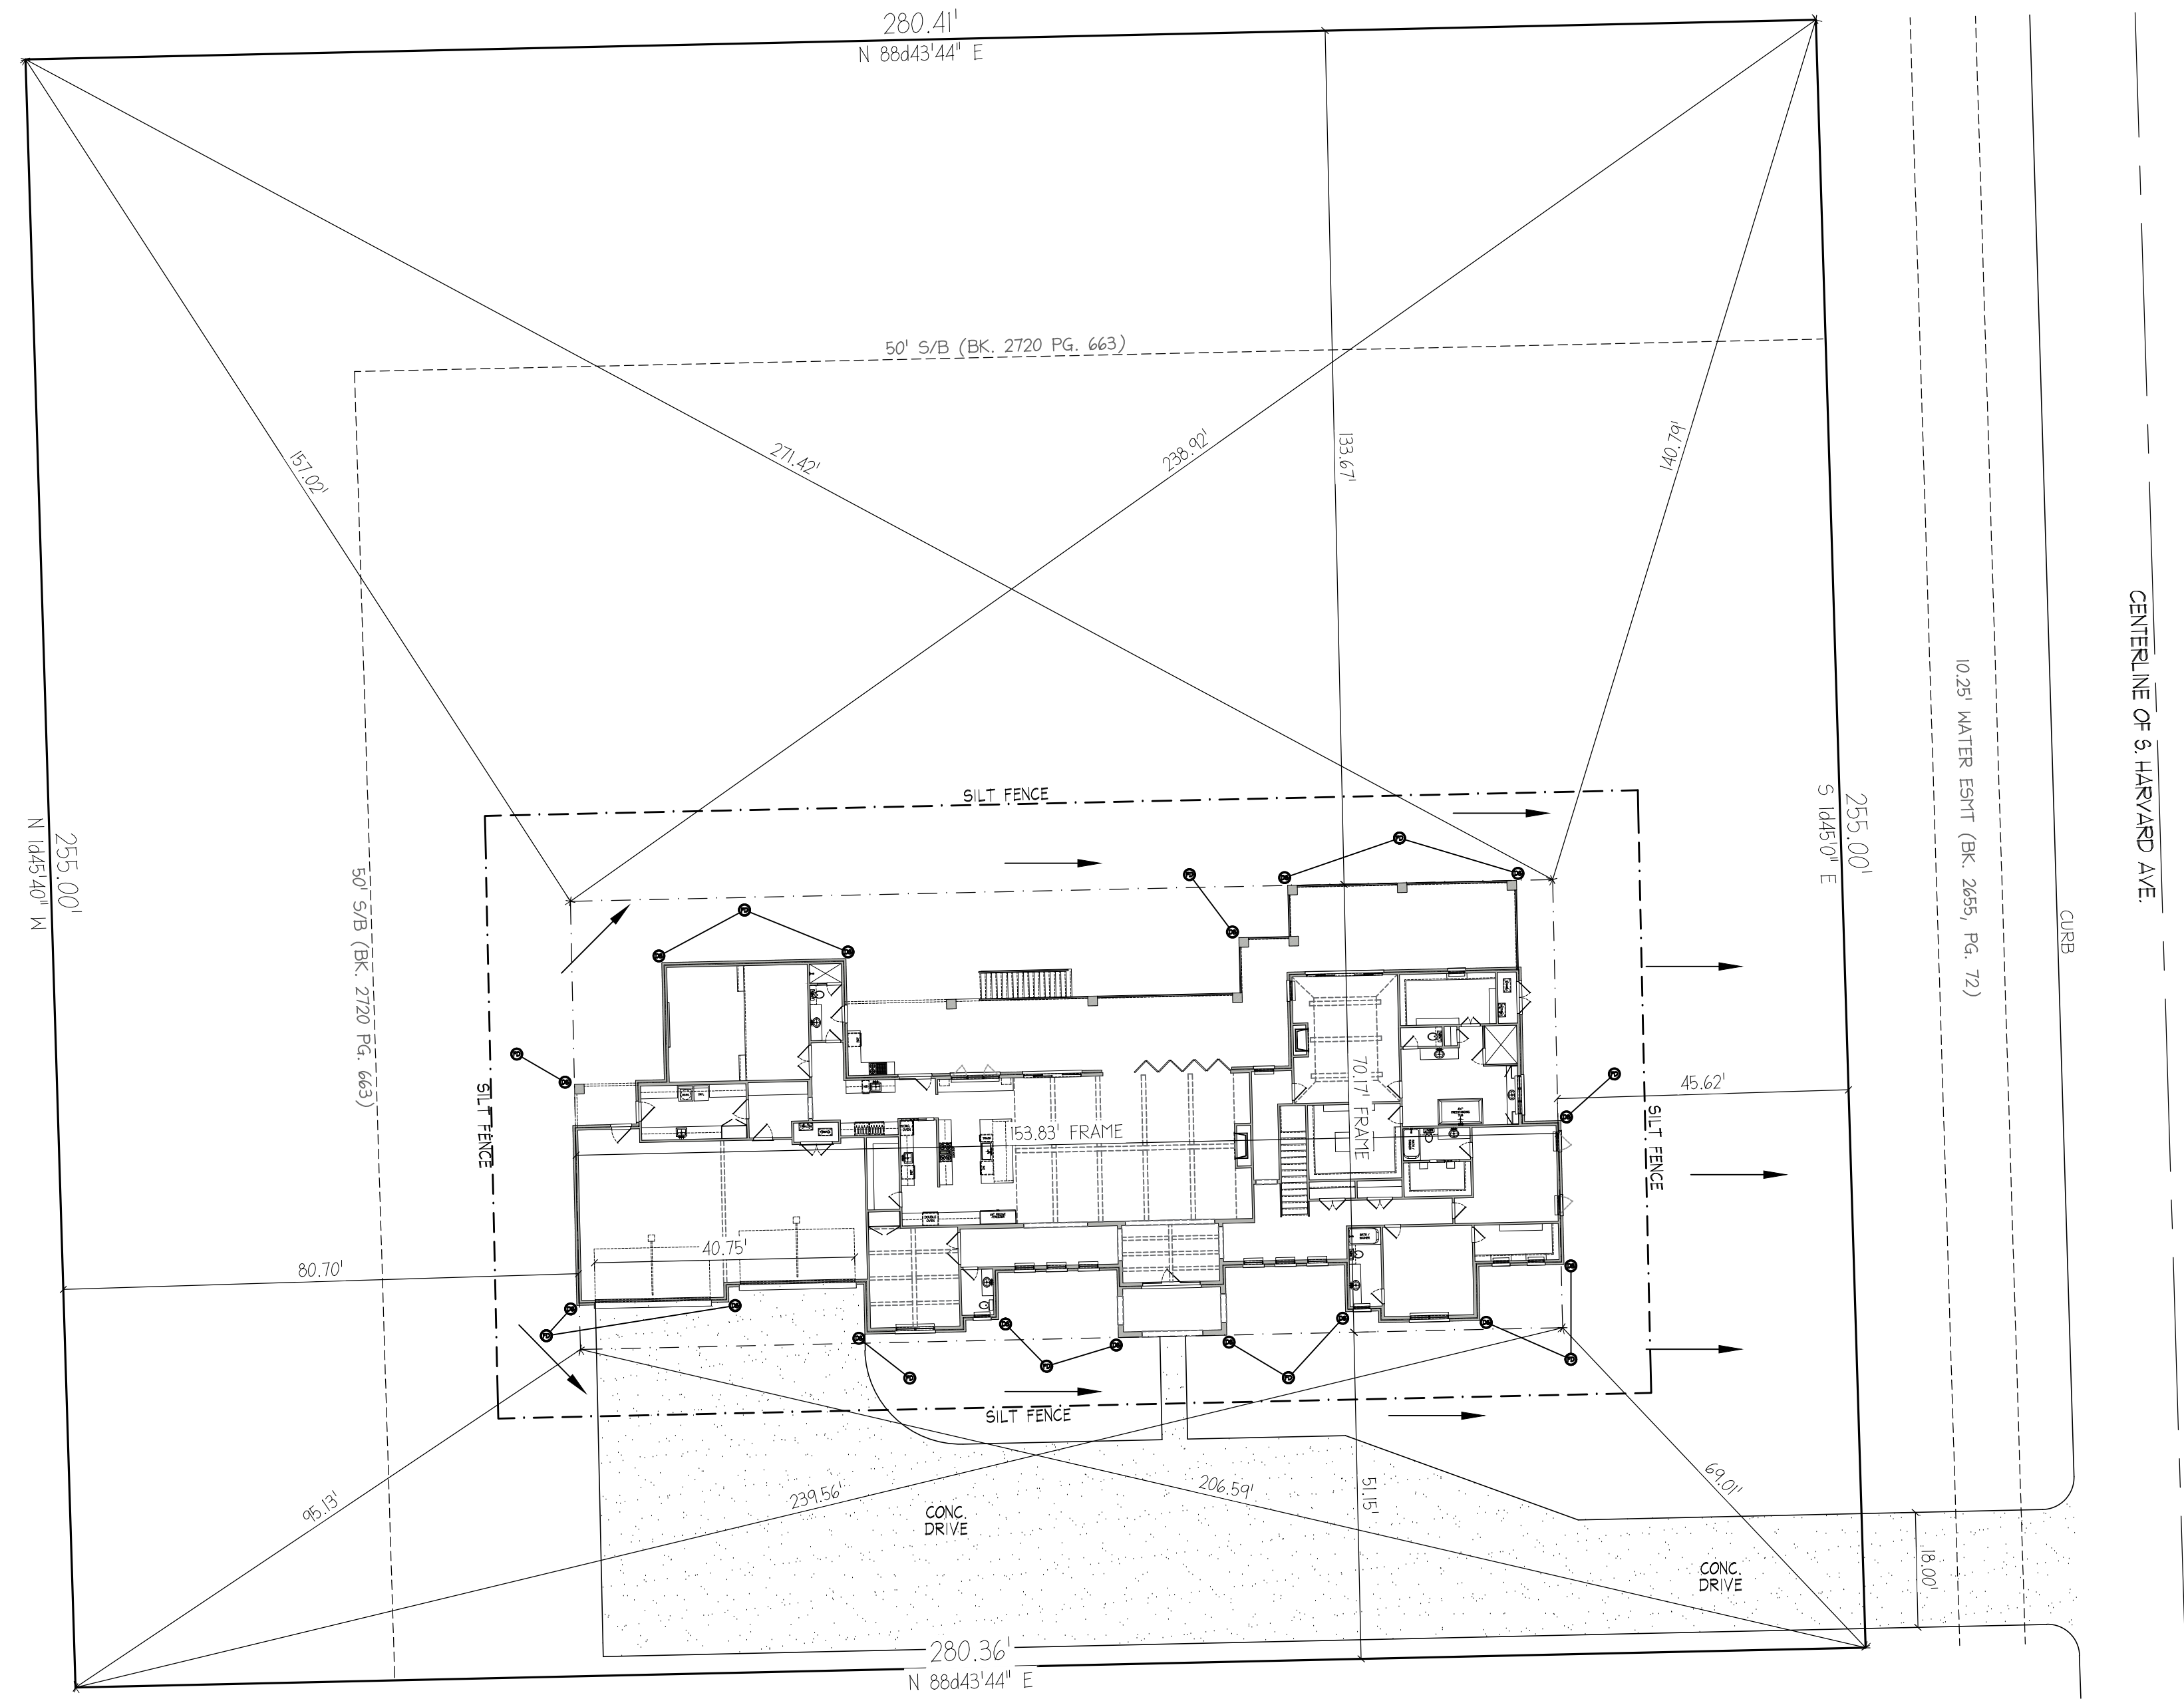 280.41'
N 88d43'44" E
50' S/B (BK. 2720 PG. 663)
157.02'
271.42'
238.92'
133.67'
140.79'
CENTERLINE OF S. HARVARD AVE.
10.25' WATER ESMT (BK. 2655, PG. 72)
CURB
SILT FENCE
255.00'
S 1d45'0" E
255.00'
N 1d45'40" W
50' S/B (BK. 2720 PG. 663)
SILT FENCE
45.62'
SILT FENCE
153.83' FRAME
70.17' FRAME
DOUBLE
OVEN
40.75'
80.70'
SILT FENCE
95.13'
239.56'
206.59'
51.15'
69.01'
CONC.
DRIVE
CONC.
DRIVE
18.00'
280.36'
N 88d43'44" E